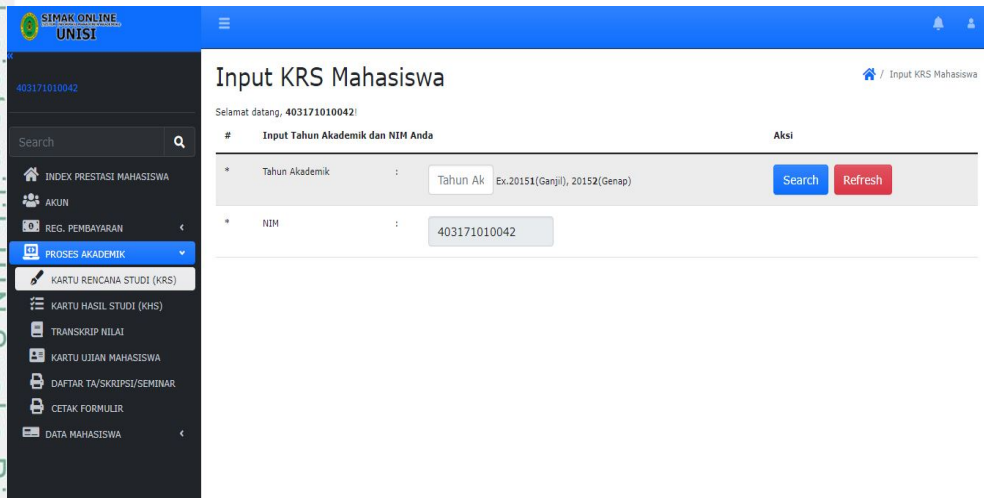 SIMAK ONLINE
UNISI
403171010042
Search
INDEX PRESTASI MAHASISWA
AKUN
REG. PEMBAYARAN
PROSES AKADEMIK
KARTU RENCANA STUDI (KRS)
KARTU HASIL STUDI (KHS)
TRANSKRIP NILAI
KARTU UJIAN MAHASISWA
DAFTAR TA/SKRIPSI/SEMINAR
CETAK FORMULIR
DATA MAHASISWA
Input KRS Mahasiswa
/ Input KRS Mahasiswa
Selamat datang, 403171010042!
# Input Tahun Akademik dan NIM Anda Aksi
* Tahun Akademik : Tahun Ak Ex.20151(Ganjil), 20152(Genap) Search Refresh
* NIM : 403171010042